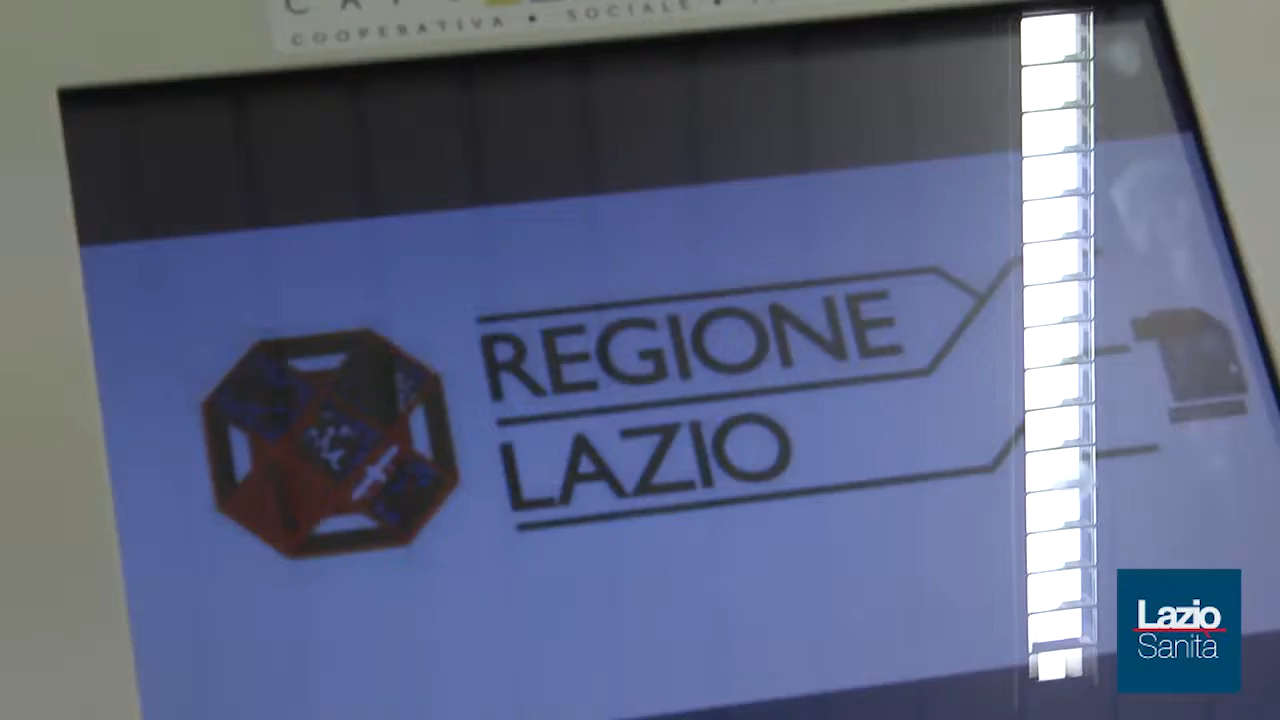 COOPERATIVA • SOCIALE •
REGIONE
LAZIO
Lazio
Sanità